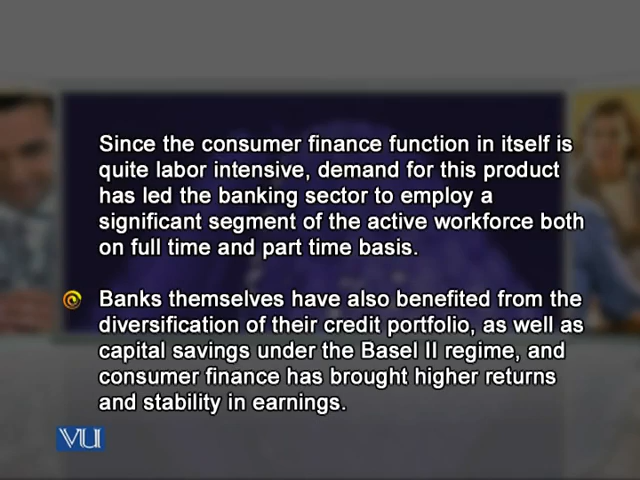 Since the consumer finance function in itself is
quite labor intensive, demand for this product
has led the banking sector to employ a
significant segment of the active workforce both
on full time and part time basis.
Banks themselves have also benefited from the
diversification of their credit portfolio, as well as
capital savings under the Basel II regime, and
consumer finance has brought higher returns
and stability in earnings.
VU